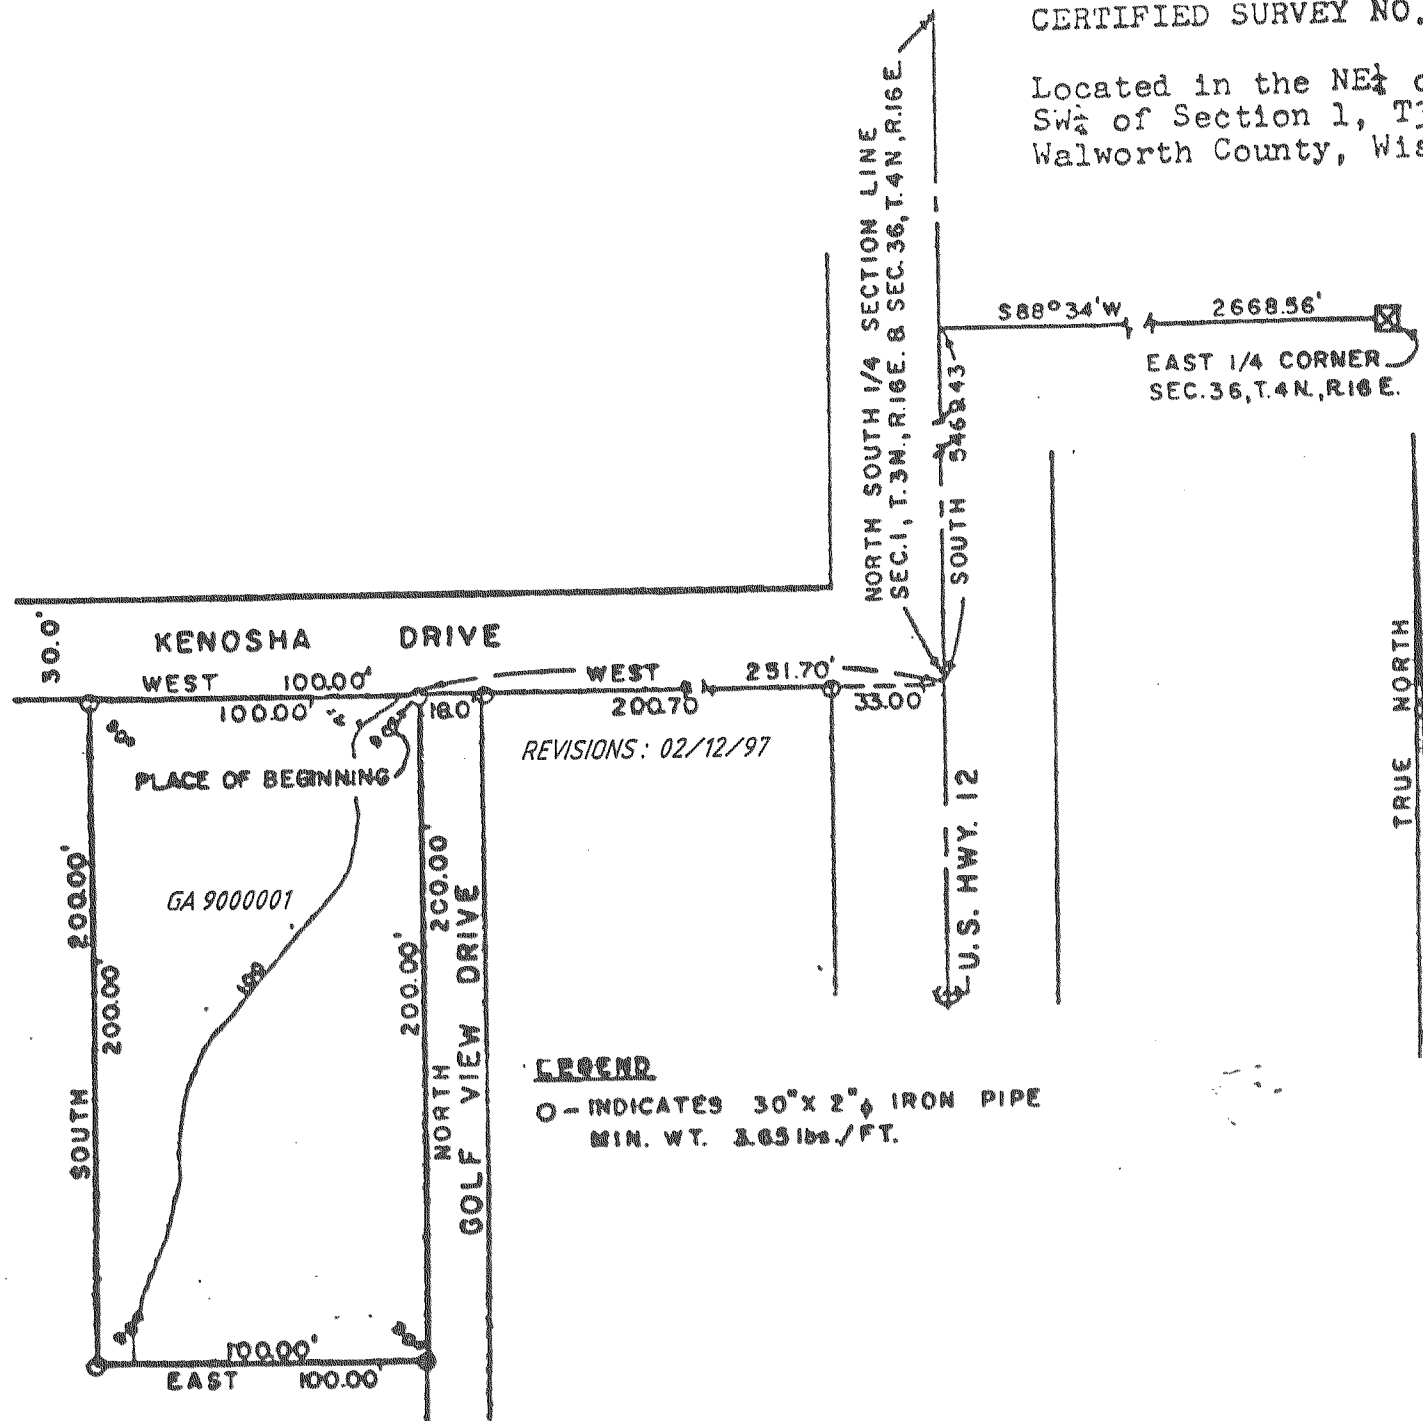 CERTIFIED SURVEY NO.
Located in the NE¼
SW¼ of Section 1,
Walworth County, Wis
NORTH SOUTH 1/4 SECTION LINE
SEC.1, T.3N., R.16E. & SEC.36, T.4N., R.16E.
S88°34'W 2668.56'
EAST 1/4 CORNER
SEC.36, T.4N., R.16E.
SOUTH
30.0'
KENOSHA DRIVE
WEST 100.00'
WEST 251.70'
100.00'
18.0'
200.70
33.00'
REVISIONS: 02/12/97
PLACE OF BEGINNING
GA 9000001
SOUTH 200.00'
200.00'
NORTH 200.00'
200.00'
GOLF VIEW DRIVE
U.S. HWY. 12
TRUE NORTH
LEGEND
O - INDICATES 30" X 2" ϕ IRON PIPE
MIN. WT. 3.65 lbs./FT.
100.00'
EAST 100.00'